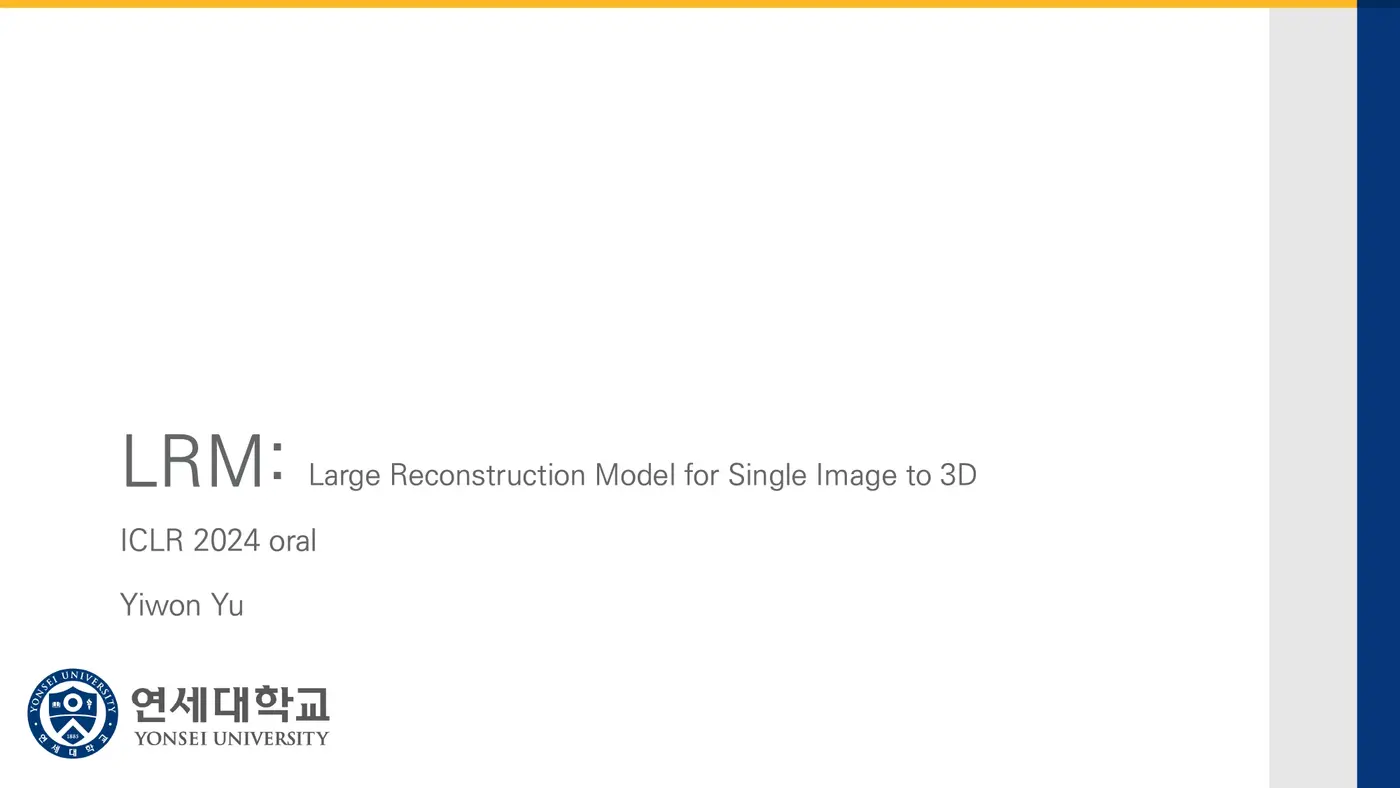 LRM: Large Reconstruction Model for Single Image to 3D
ICLR 2024 oral
Yiwon Yu
YONSEI UNIVERSITY
1885
연세대학교
연세대학교
YONSEI UNIVERSITY